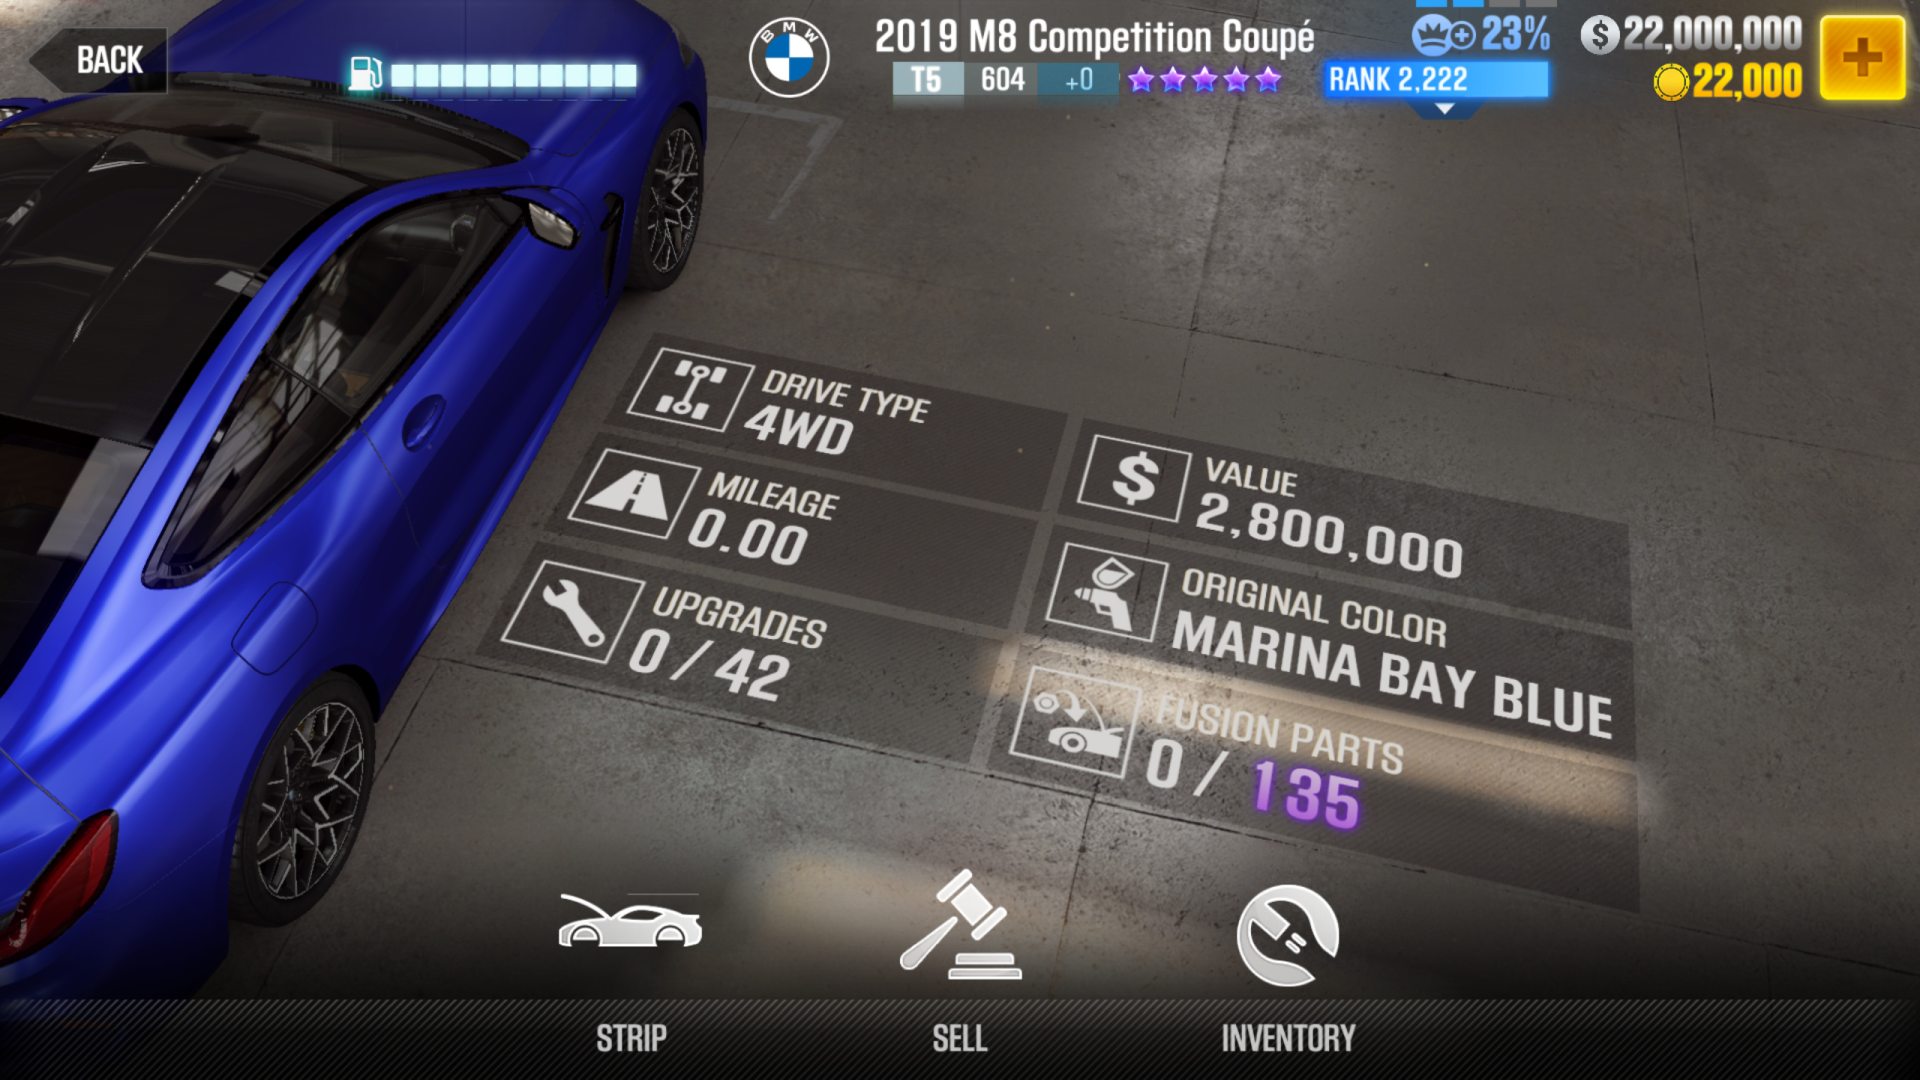 BACK
BMW
2019 M8 Competition Coupé
T5 604 +0
23%
RANK 2,222
$ 22,000,000
22,000
DRIVE TYPE
4WD
MILEAGE
0.00
UPGRADES
0 / 42
$ VALUE
2,800,000
ORIGINAL COLOR
MARINA BAY BLUE
FUSION PARTS
0 / 135
STRIP
SELL
INVENTORY